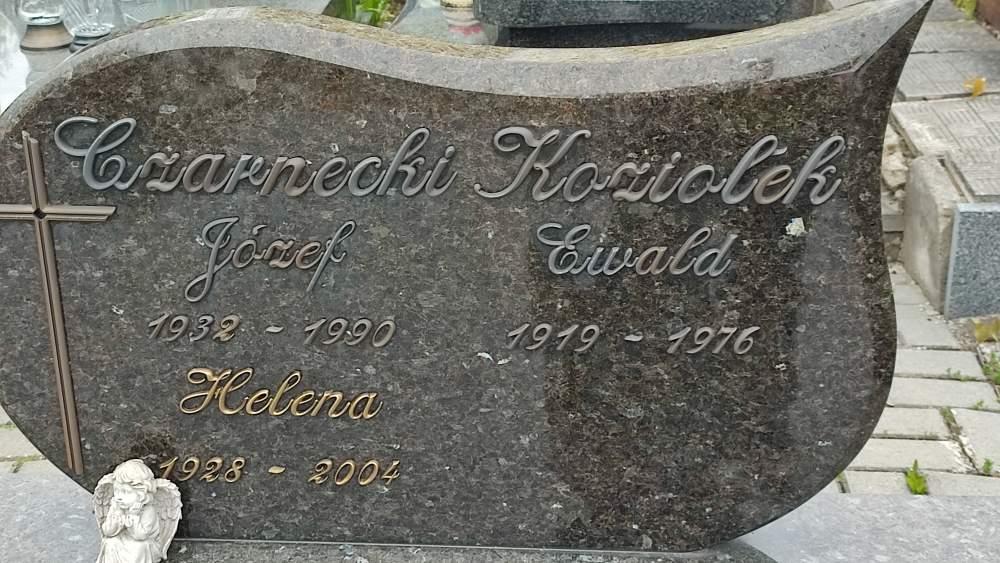 Czarnecki Koziolek
Józef Ewald
1932 - 1990 1919 - 1976
Helena
1928 - 2004